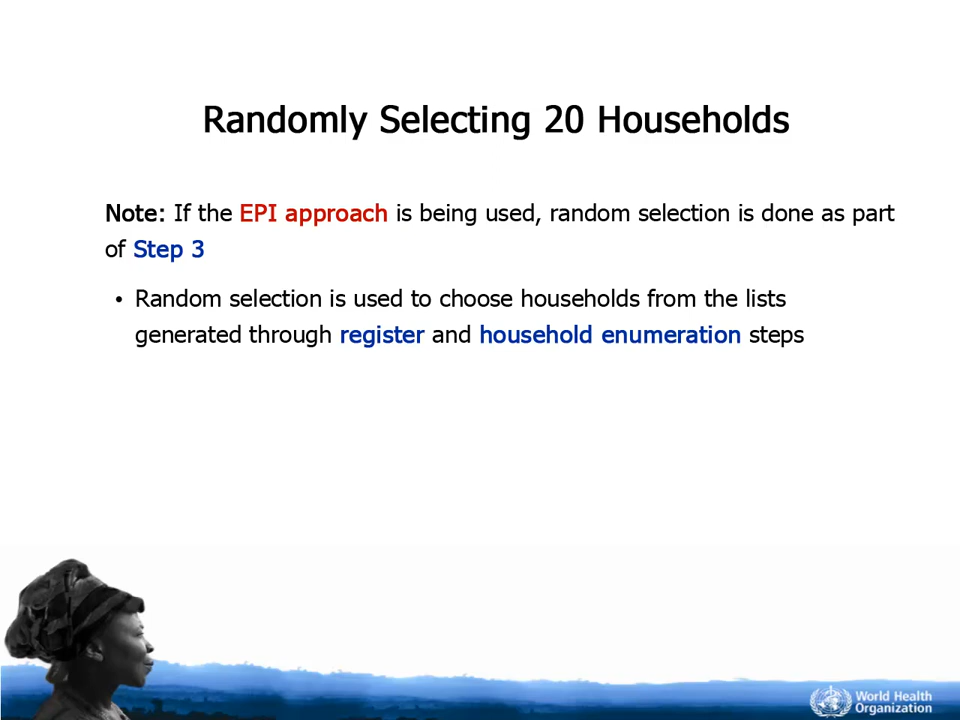 Randomly Selecting 20 Households
Note: If the EPI approach is being used, random selection is done as part
of Step 3
• Random selection is used to choose households from the lists
generated through register and household enumeration steps
World Health
Organization